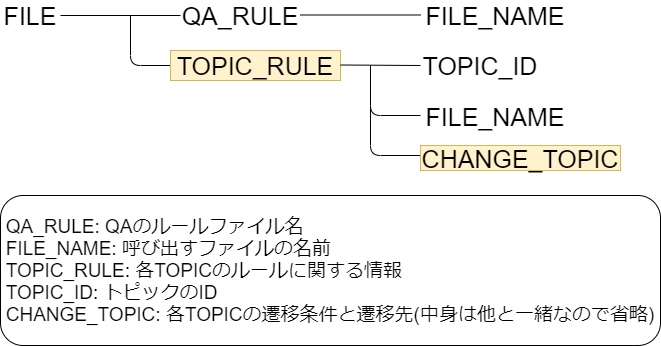 FILE QA_RULE FILE_NAME
TOPIC_RULE TOPIC_ID
FILE_NAME
CHANGE_TOPIC
QA_RULE: QAのルールファイル名
FILE_NAME: 呼び出すファイルの名前
TOPIC_RULE: 各TOPICのルールに関する情報
TOPIC_ID: トピックのID
CHANGE_TOPIC: 各TOPICの遷移条件と遷移先(中身は他と一緒なので省略)